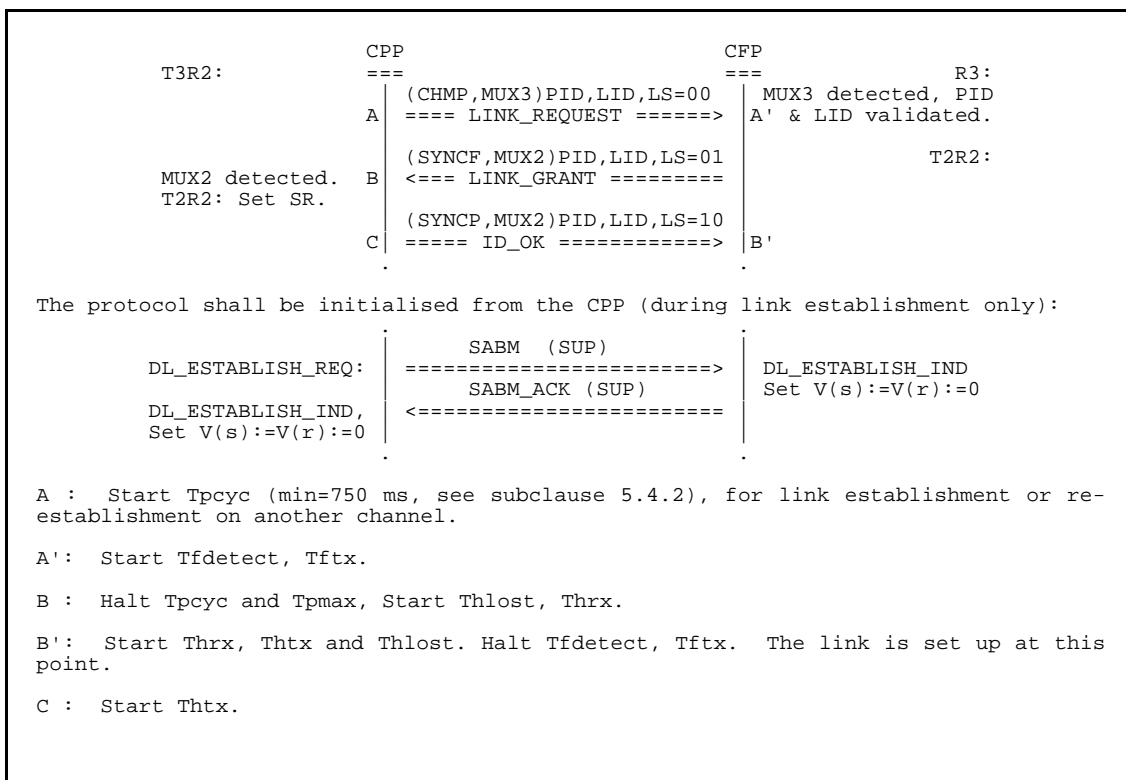 CPP CFP
T3R2: === === R3:
(CHMP,MUX3)PID,LID,LS=00 MUX3 detected, PID
A ==== LINK_REQUEST ======> A' & LID validated.
(SYNCF,MUX2)PID,LID,LS=01 T2R2:
MUX2 detected. B <=== LINK_GRANT =========
T2R2: Set SR.
(SYNCP,MUX2)PID,LID,LS=10
C ===== ID_OK ============> B'
. .
The protocol shall be initialised from the CPP (during link establishment only):
. .
SABM (SUP)
DL_ESTABLISH_REQ: ========================> DL_ESTABLISH_IND
SABM_ACK (SUP) Set V(s):=V(r):=0
DL_ESTABLISH_IND, <========================
Set V(s):=V(r):=0
. .
A : Start Tpcyc (min=750 ms, see subclause 5.4.2), for link establishment or re-
establishment on another channel.
A': Start Tfdetect, Tftx.
B : Halt Tpcyc and Tpmax, Start Thlost, Thrx.
B': Start Thrx, Thtx and Thlost. Halt Tfdetect, Tftx. The link is set up at this
point.
C : Start Thtx.